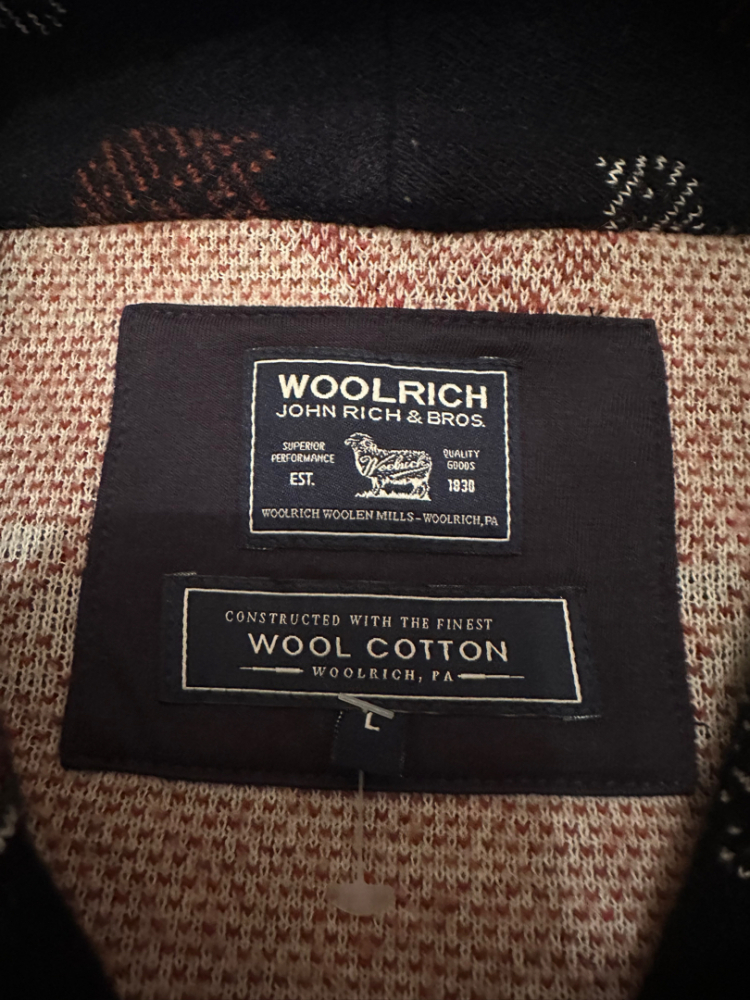 WOOLRICH
JOHN RICH & BROS.
SUPERIOR PERFORMANCE
EST.
Woolrich
QUALITY GOODS
1830
WOOLRICH WOOLEN MILLS-WOOLRICH, PA
CONSTRUCTED WITH THE FINEST
WOOL COTTON
WOOLRICH, PA
L